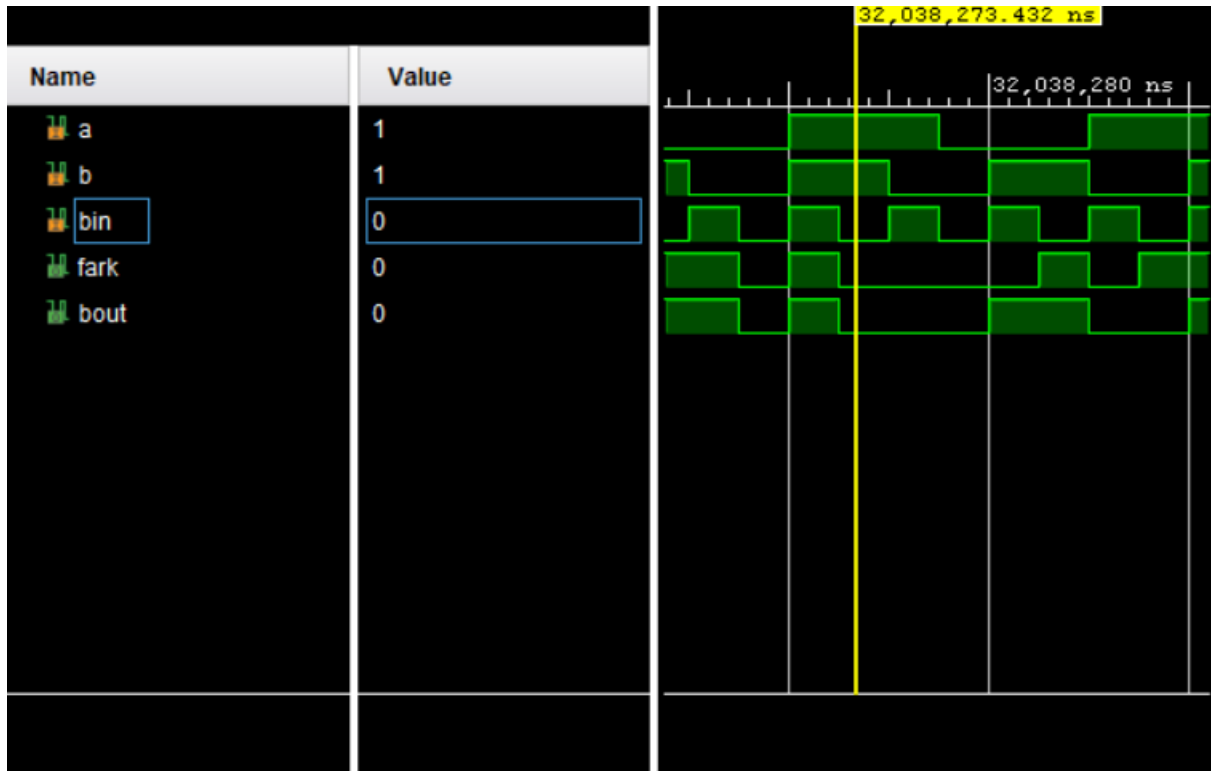 32,038,273.432 ns
Name Value
32,038,280 ns
a 1
b 1
bin 0
fark 0
bout 0